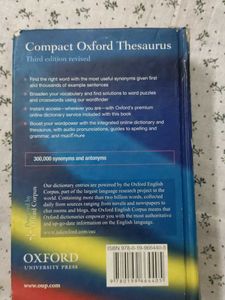 Compact Oxford Thesaurus
Third edition revised
Find the right word with the most useful synonyms given first
and thousands of example sentences
Broaden your vocabulary and find solutions to word puzzles
and crosswords using our wordfinder
Instant access—wherever you are—with Oxford's premium
online dictionary service included with this book
Boost your wordpower with the integrated online dictionary and
thesaurus, with audio pronunciations, guides to spelling and
grammar, and much more
300,000 synonyms and antonyms
Our dictionary entries are powered by the Oxford English
Corpus, part of the largest language research project in the
world. Containing more than two billion words, collected
daily from sources ranging from novels and newspapers to
chat rooms and blogs, the Oxford English Corpus means that
Oxford dictionaries empower you with the most authoritative
and up-to-date information on the English language.
Oxford Corpus
OXFORD
UNIVERSITY PRESS
www.oup.com